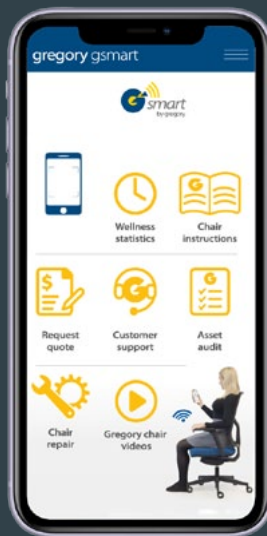 gregory gsmart
smart
by gregory
Wellness
statistics
Chair
instructions
Request
quote
Customer
support
Asset
audit
Chair
repair
Gregory chair
videos